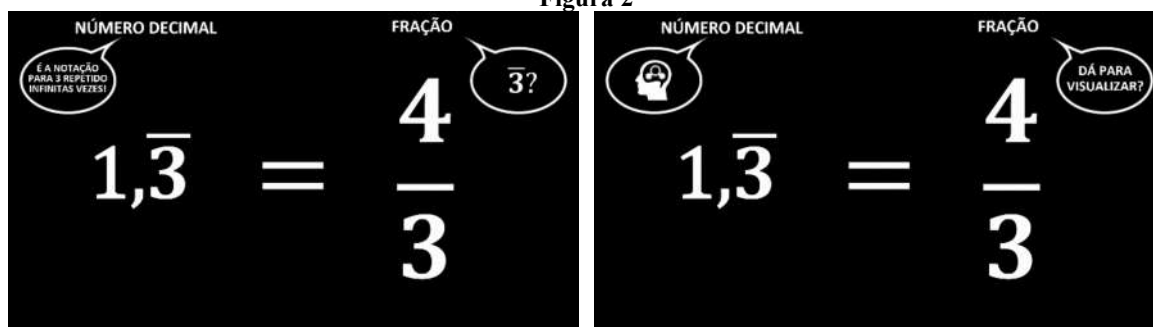 Figura 2
NÚMERO DECIMAL
FRAÇÃO
É A NOTAÇÃO
PARA 3 REPETIDO
INFINITAS VEZES!
3̅?
1,3̅ = 4/3
NÚMERO DECIMAL
FRAÇÃO
DÁ PARA
VISUALIZAR?
1,3̅ = 4/3